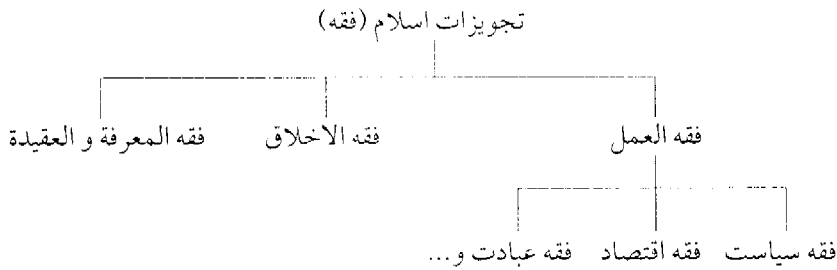 تجویزات اسلام (فقه)
فقه العمل فقه الاخلاق فقه المعرفة و العقیدة
فقه سیاست فقه اقتصاد فقه عبادت و...